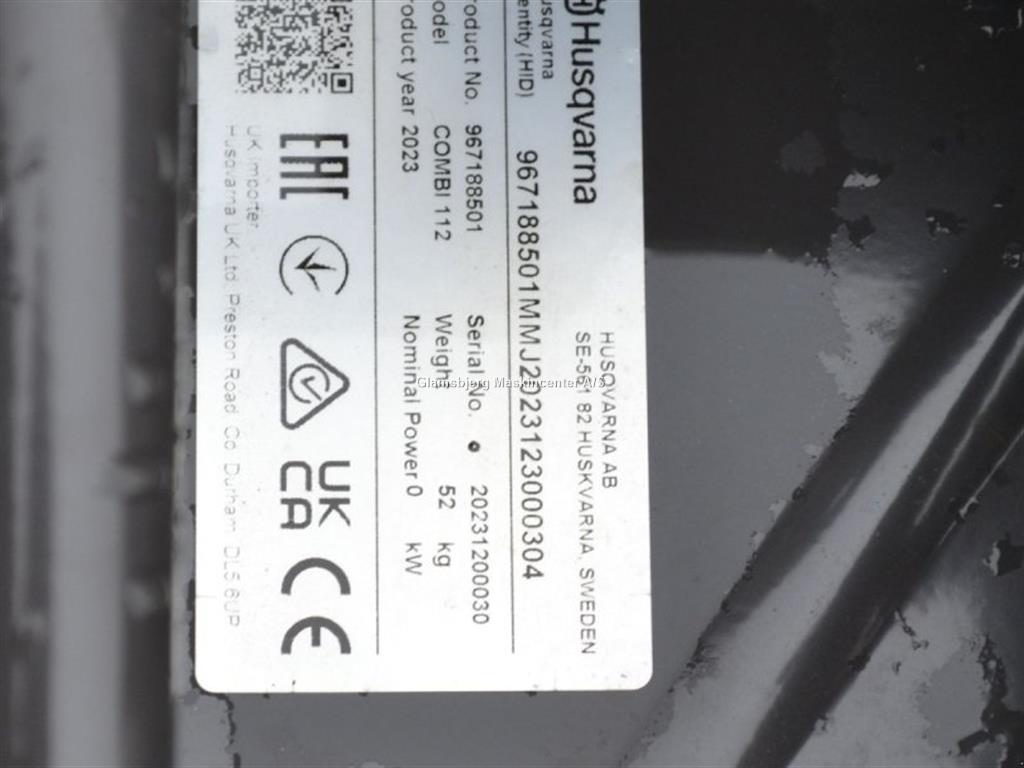 Husqvarna
HUSQVARNA AB
SE-561 82 HUSKVARNA, SWEDEN
usqvarna
entity (HID) 967188501MMJ20231230000304
roduct No. 967188501 Serial No. 20231200030
odel COMBI 112 Weight 52 kg
roduct year 2023 Nominal Power 0 kW
EAC
UK CA
CE
UK importer:
Husqvarna UK Ltd. Preston Road Co Durham DL5 6UP
Glamsbjerg Maskincenter A/S